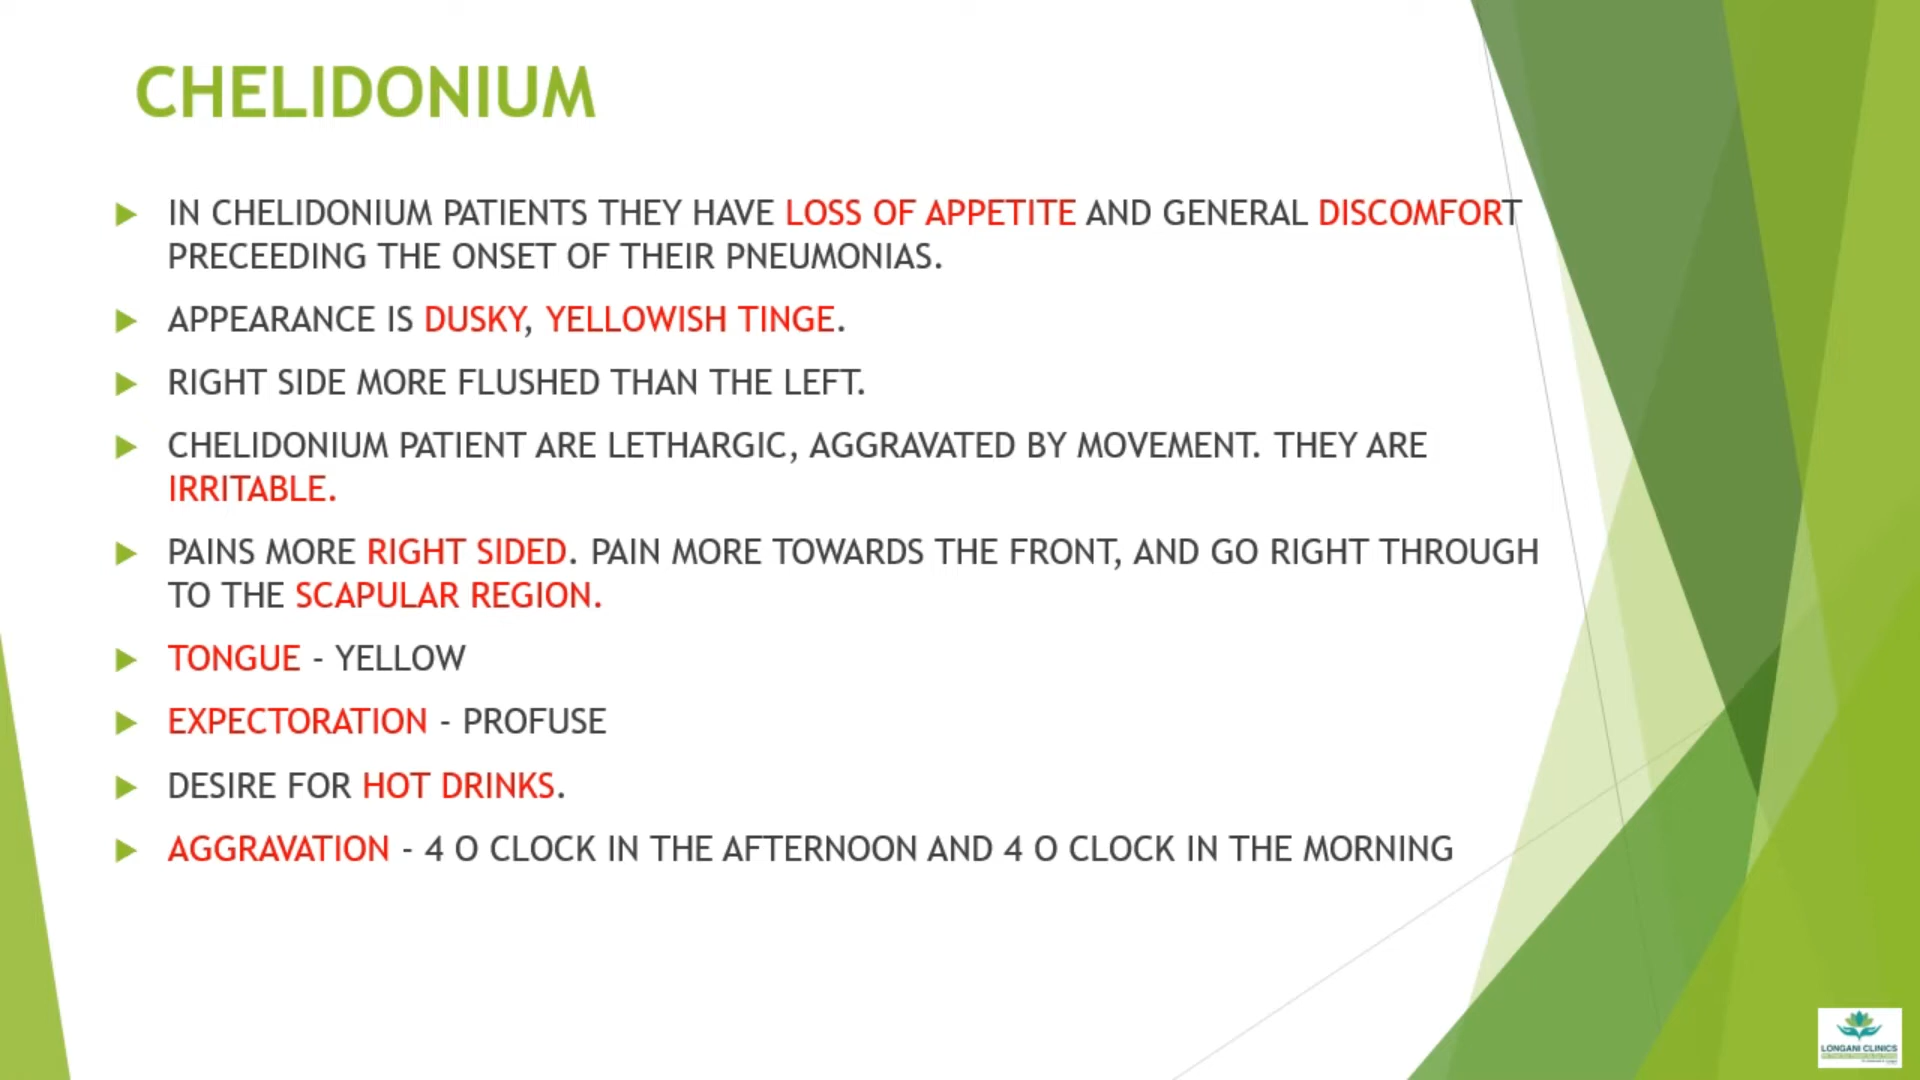 CHELIDONIUM
IN CHELIDONIUM PATIENTS THEY HAVE LOSS OF APPETITE AND GENERAL DISCOMFORT
PRECEEDING THE ONSET OF THEIR PNEUMONIAS.
APPEARANCE IS DUSKY, YELLOWISH TINGE.
RIGHT SIDE MORE FLUSHED THAN THE LEFT.
CHELIDONIUM PATIENT ARE LETHARGIC, AGGRAVATED BY MOVEMENT. THEY ARE
IRRITABLE.
PAINS MORE RIGHT SIDED. PAIN MORE TOWARDS THE FRONT, AND GO RIGHT THROUGH
TO THE SCAPULAR REGION.
TONGUE - YELLOW
EXPECTORATION - PROFUSE
DESIRE FOR HOT DRINKS.
AGGRAVATION - 4 O CLOCK IN THE AFTERNOON AND 4 O CLOCK IN THE MORNING
LONGANI CLINICS